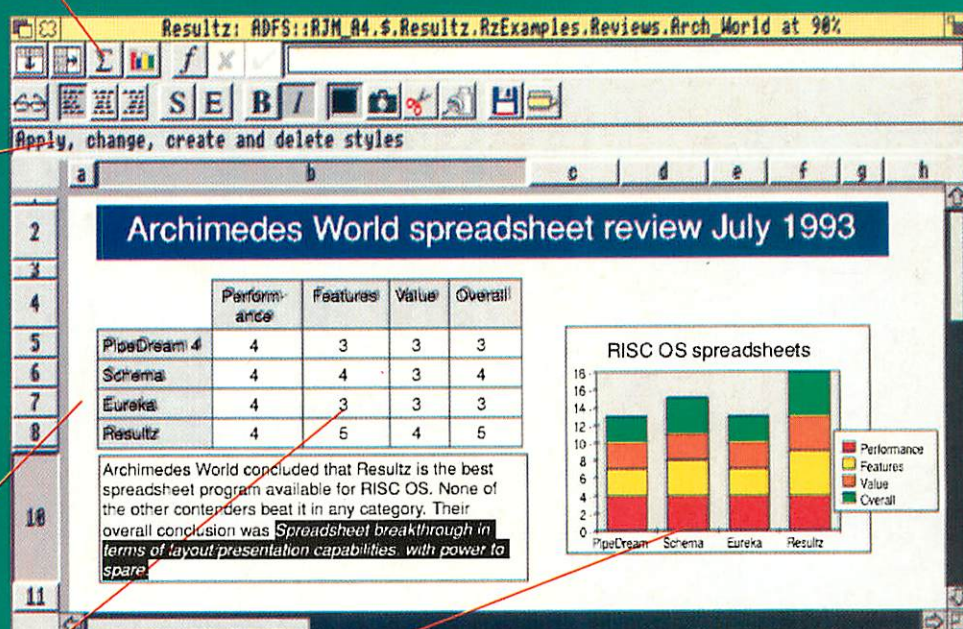 Resultz: ADFS::RJM_A4.$.Resultz.RzExamples.Reviews.Arch_World at 90%
Σ f
S E B I
Apply, change, create and delete styles
a b c d e f g h
2 Archimedes World spreadsheet review July 1993
3
4 Perform- Features Value Overall
ance
5 PipeDream 4 4 3 3 3
6 Schema 4 4 3 4
7 Eureka 4 3 3 3
8 Resultz 4 5 4 5
10
Archimedes World concluded that Resultz is the best
spreadsheet program available for RISC OS. None of
the other contenders beat it in any category. Their
overall conclusion was Spreadsheet breakthrough in
terms of layout/presentation capabilities, with power to
spare.
11
RISC OS spreadsheets
18
16
14
12
10
8
6
4
2
0
PipeDream Schema Eureka Resultz
Performance
Features
Value
Overall